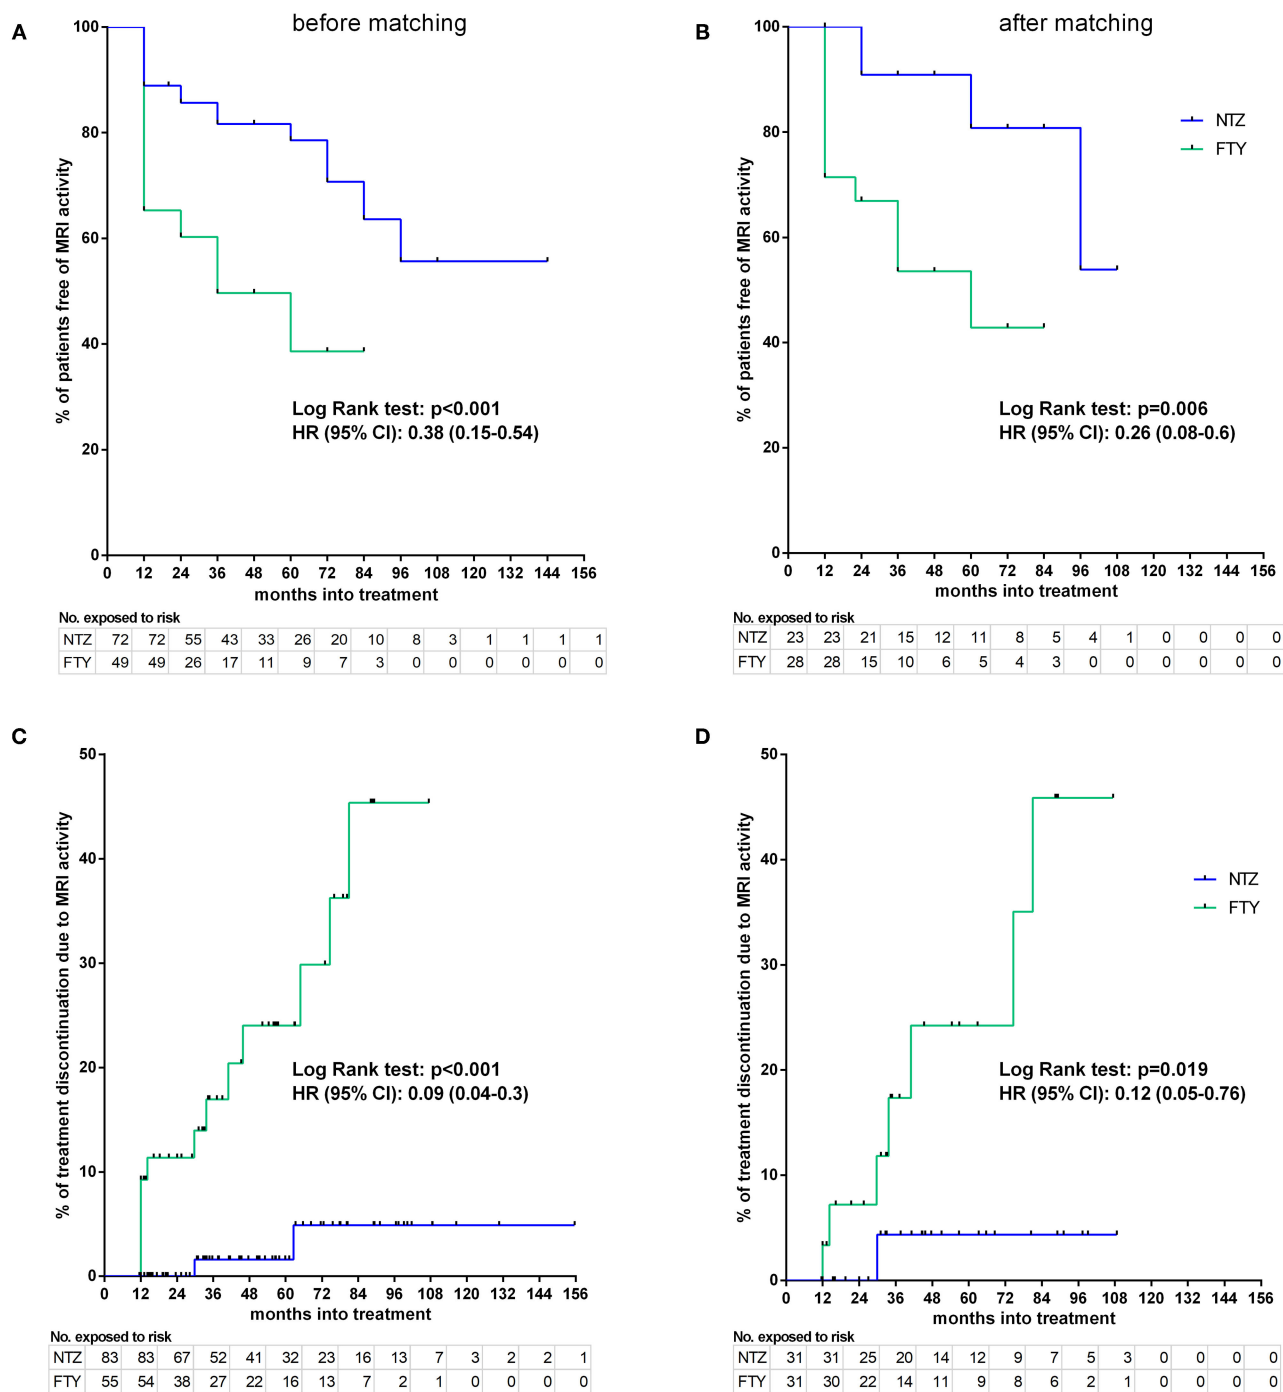 A
before matching
% of patients free of MRI activity
100
80
60
40
20
0
Log Rank test: p<0.001
HR (95% CI): 0.38 (0.15-0.54)
0 12 24 36 48 60 72 84 96 108 120 132 144 156
months into treatment
No. exposed to risk
NTZ 72 72 55 43 33 26 20 10 8 3 1 1 1 1
FTY 49 49 26 17 11 9 7 3 0 0 0 0 0 0
B
after matching
% of patients free of MRI activity
100
80
60
40
20
0
NTZ
FTY
Log Rank test: p=0.006
HR (95% CI): 0.26 (0.08-0.6)
0 12 24 36 48 60 72 84 96 108 120 132 144 156
months into treatment
No. exposed to risk
NTZ 23 23 21 15 12 11 8 5 4 1 0 0 0 0
FTY 28 28 15 10 6 5 4 3 0 0 0 0 0 0
C
% of treatment discontinuation due to MRI activity
50
40
30
20
10
0
Log Rank test: p<0.001
HR (95% CI): 0.09 (0.04-0.3)
0 12 24 36 48 60 72 84 96 108 120 132 144 156
months into treatment
No. exposed to risk
NTZ 83 83 67 52 41 32 23 16 13 7 3 2 2 1
FTY 55 54 38 27 22 16 13 7 2 1 0 0 0 0
D
% of treatment discontinuation due to MRI activity
50
40
30
20
10
0
NTZ
FTY
Log Rank test: p=0.019
HR (95% CI): 0.12 (0.05-0.76)
0 12 24 36 48 60 72 84 96 108 120 132 144 156
months into treatment
No. exposed to risk
NTZ 31 31 25 20 14 12 9 7 5 3 0 0 0 0
FTY 31 30 22 14 11 9 8 6 2 1 0 0 0 0